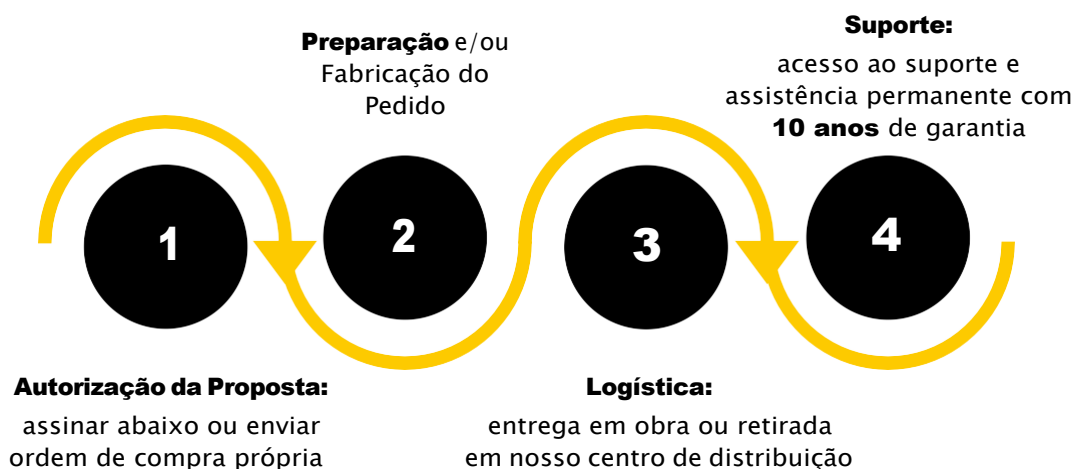 1
Autorização da Proposta:
assinar abaixo ou enviar
ordem de compra própria
Preparação e/ou
Fabricação do
Pedido
2
3
Logística:
entrega em obra ou retirada
em nosso centro de distribuição
Suporte:
acesso ao suporte e
assistência permanente com
10 anos de garantia
4